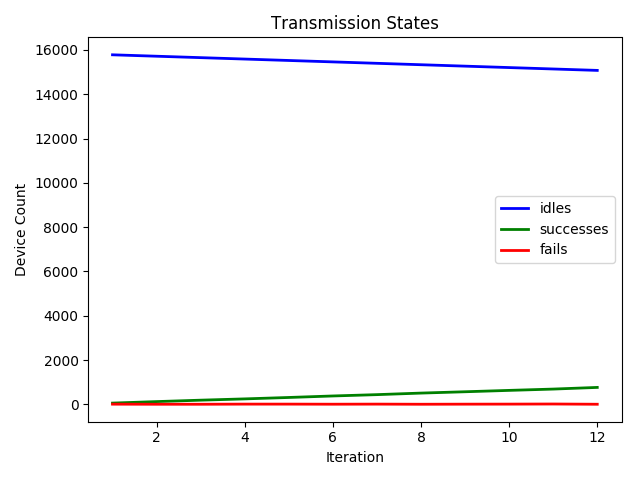 Transmission States
16000
14000
12000
10000
8000
6000
4000
2000
0
Device Count
idles
successes
fails
2 4 6 8 10 12
Iteration